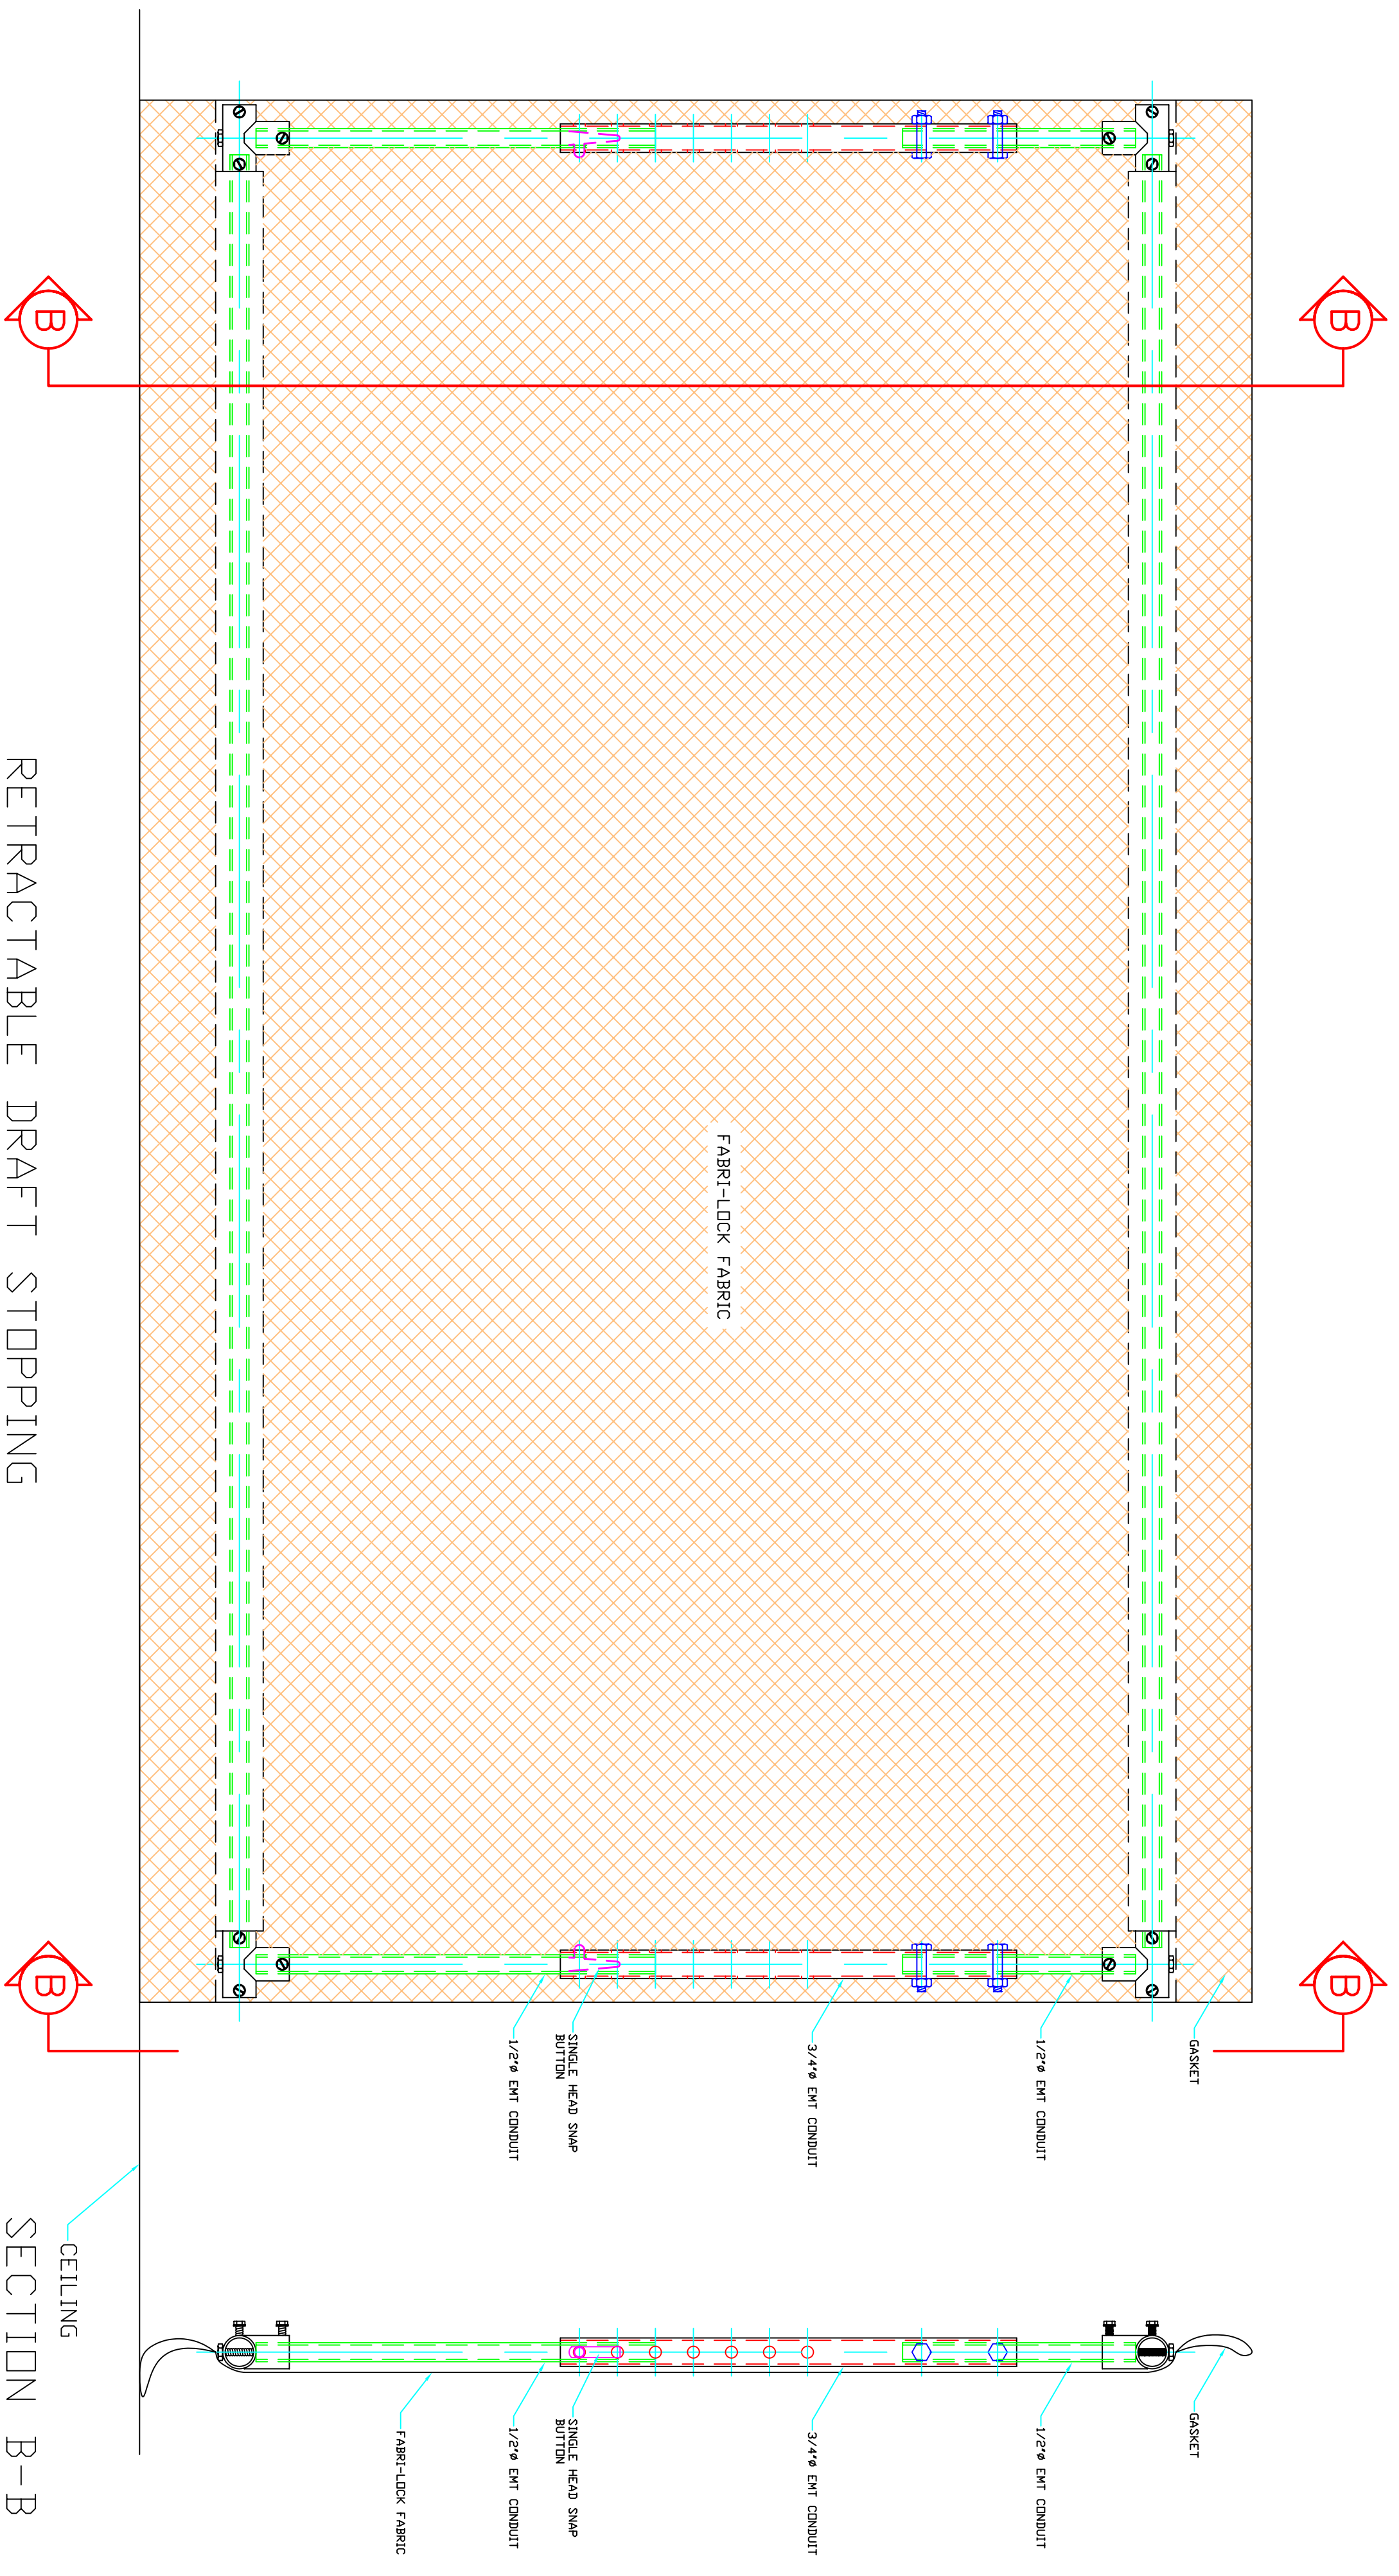 B
B
GASKET
GASKET
1/2"ø EMT CONDUIT
1/2"ø EMT CONDUIT
3/4"ø EMT CONDUIT
3/4"ø EMT CONDUIT
FABRI-LOCK FABRIC
SINGLE HEAD SNAP
BUTTON
SINGLE HEAD SNAP
BUTTON
1/2"ø EMT CONDUIT
1/2"ø EMT CONDUIT
FABRI-LOCK FABRIC
CEILING
B
B
RETRACTABLE DRAFT STOPPING
SECTION B-B